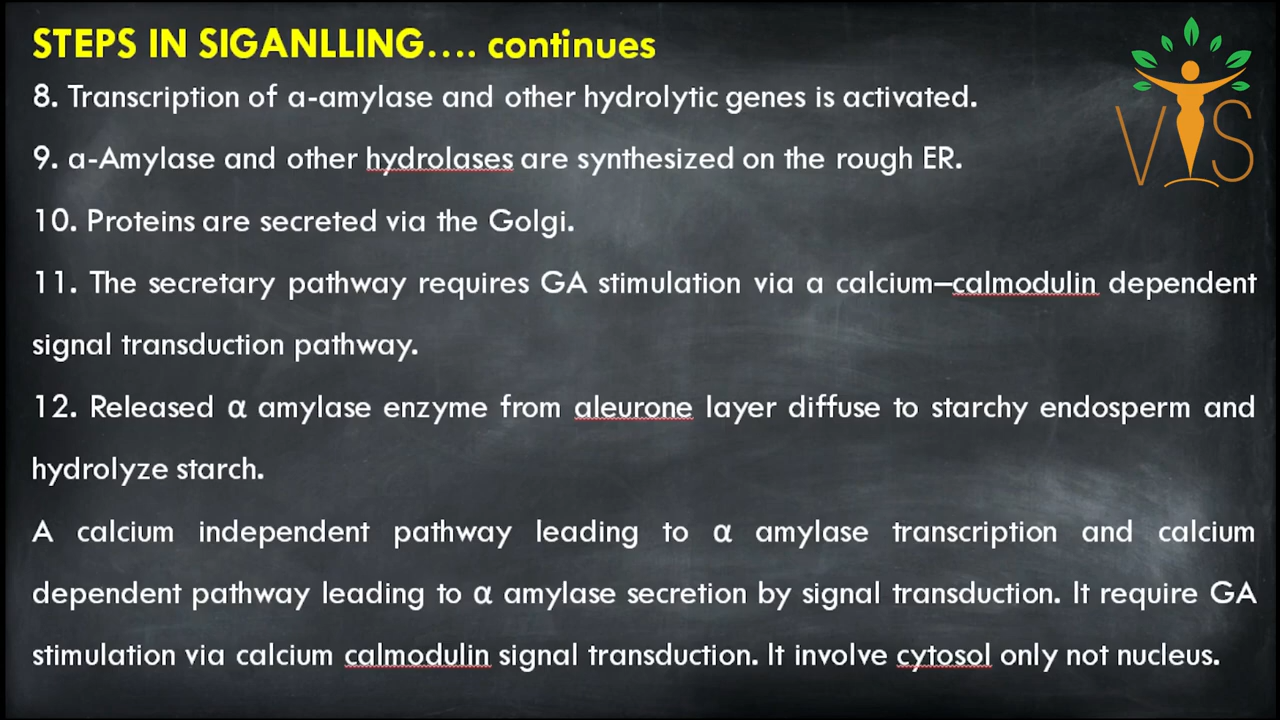 STEPS IN SIGANLLING.... continues
8. Transcription of a-amylase and other hydrolytic genes is activated.
9. a-Amylase and other hydrolases are synthesized on the rough ER.
10. Proteins are secreted via the Golgi.
11. The secretary pathway requires GA stimulation via a calcium–calmodulin dependent
signal transduction pathway.
12. Released α amylase enzyme from aleurone layer diffuse to starchy endosperm and
hydrolyze starch.
A calcium independent pathway leading to α amylase transcription and calcium
dependent pathway leading to α amylase secretion by signal transduction. It require GA
stimulation via calcium calmodulin signal transduction. It involve cytosol only not nucleus.
V S